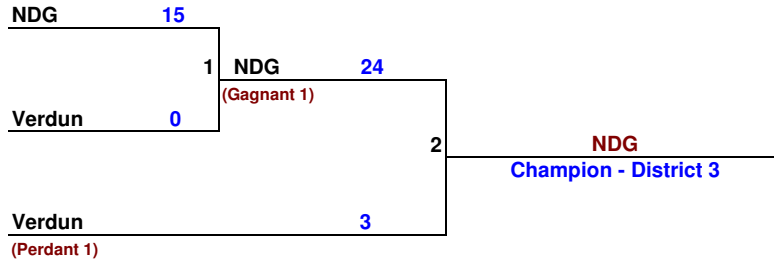 NDG 15
1 NDG 24
(Gagnant 1)
Verdun 0
2 NDG
Champion - District 3
Verdun 3
(Perdant 1)